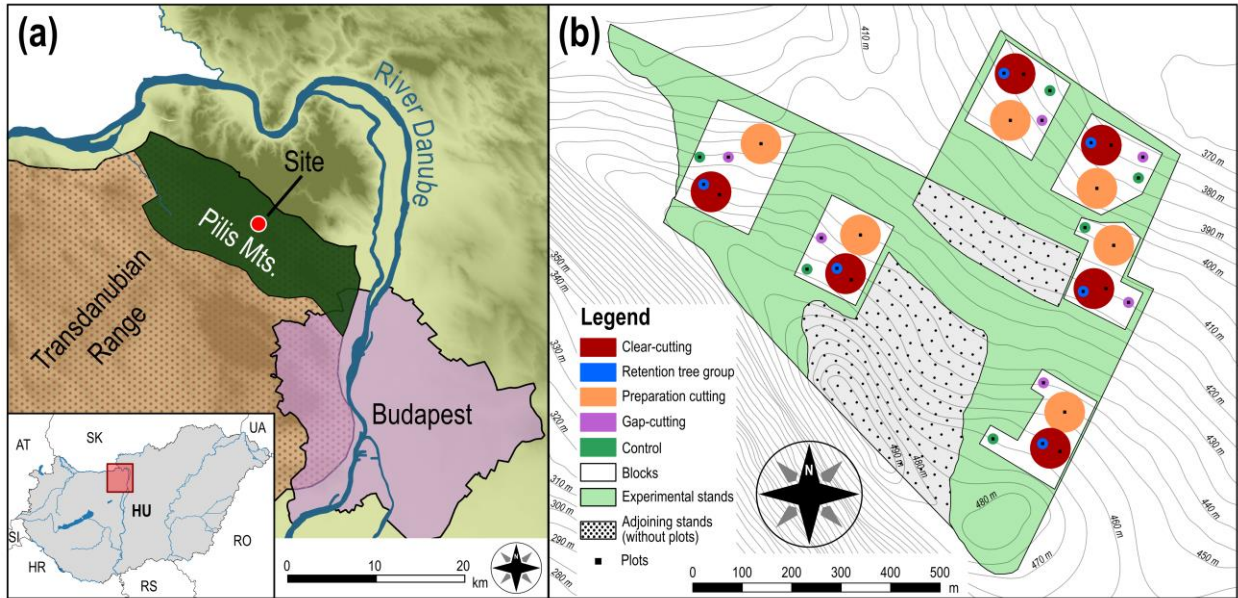 (a)
River Danube
Site
Pilis Mts.
Transdanubian
Range
Budapest
AT
SK
UA
HU
SI
HR
RO
RS
N
0
10
20
km
(b)
410 m
370 m
380 m
390 m
400 m
410 m
420 m
430 m
440 m
450 m
460 m
470 m
480 m
490 m
480 m
350 m
340 m
330 m
320 m
310 m
300 m
290 m
280 m
Legend
Clear-cutting
Retention tree group
Preparation cutting
Gap-cutting
Control
Blocks
Experimental stands
Adjoining stands
(without plots)
Plots
N
0
100
200
300
400
500
m